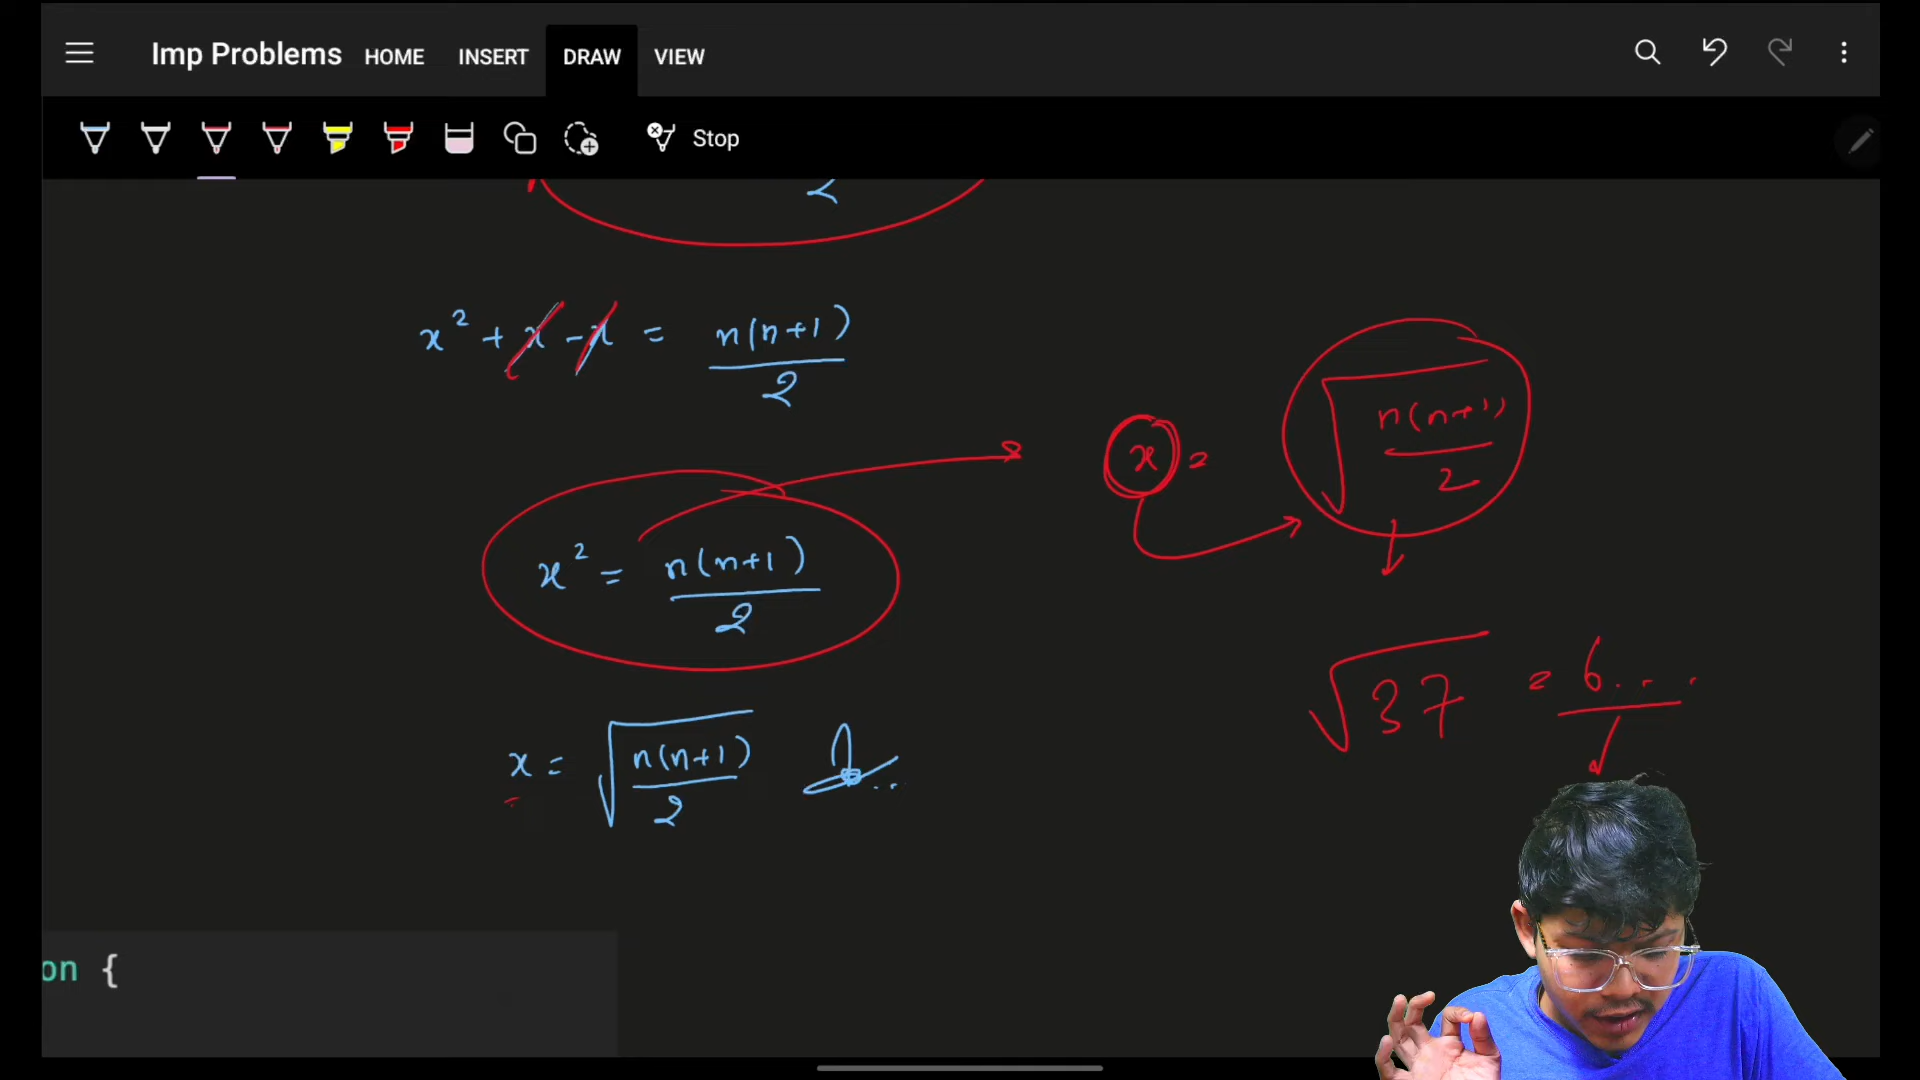 Imp Problems HOME INSERT DRAW VIEW
Stop
2
x² + x - x = n(n+1)/2
x = √(n(n+1)/2)
x² = n(n+1)/2
√37 = 6....
x = √(n(n+1)/2)
on {